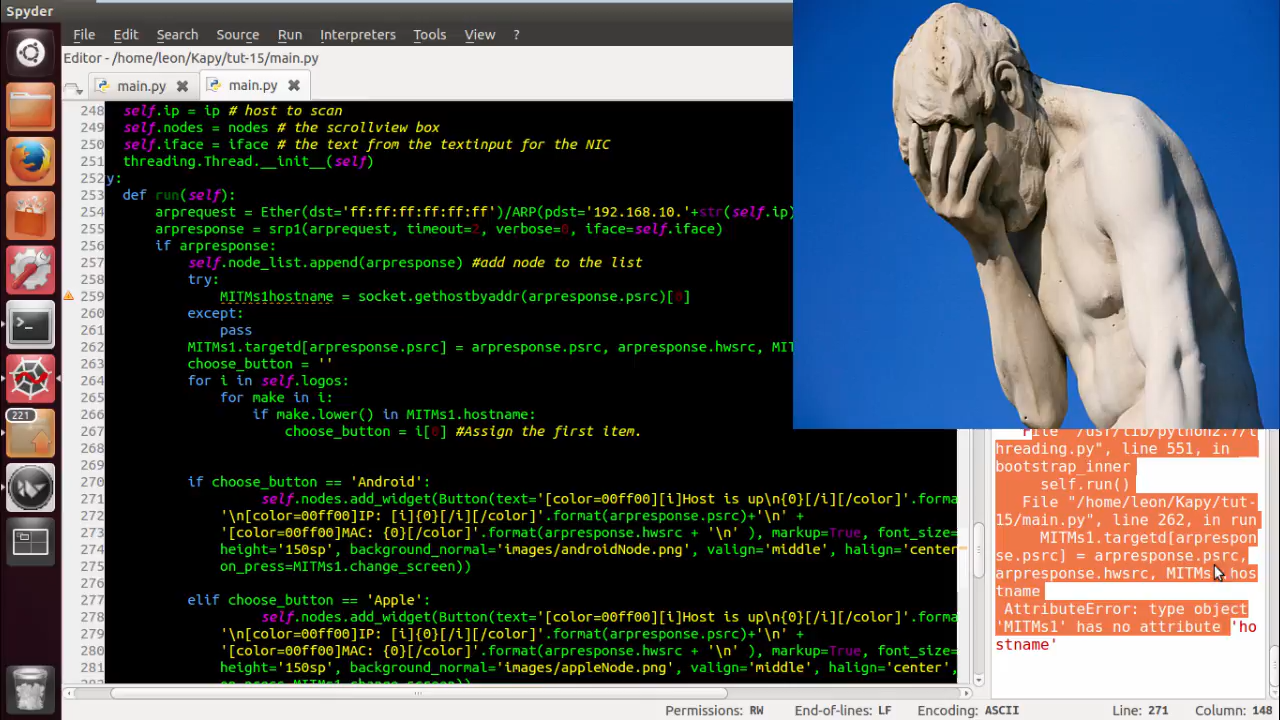 Spyder
File Edit Search Source Run Interpreters Tools View ?
Editor - /home/leon/Kapy/tut-15/main.py
main.py main.py
248 self.ip = ip # host to scan
249 self.nodes = nodes # the scrollview box
250 self.iface = iface # the text from the textinput for the NIC
251 threading.Thread.__init__(self)
252 y:
253 def run(self):
254 arprequest = Ether(dst='ff:ff:ff:ff:ff:ff')/ARP(pdst='192.168.10.'+str(self.ip)
255 arpresponse = srp1(arprequest, timeout=2, verbose=0, iface=self.iface)
256 if arpresponse:
257 self.node_list.append(arpresponse) #add node to the list
258 try:
259 MITMs1hostname = socket.gethostbyaddr(arpresponse.psrc)[0]
260 except:
261 pass
262 MITMs1.targetd[arpresponse.psrc] = arpresponse.psrc, arpresponse.hwsrc, MI
263 choose_button = ''
264 for i in self.logos:
265 for make in i:
266 if make.lower() in MITMs1.hostname:
267 choose_button = i[0] #Assign the first item.
268
269
270 if choose_button == 'Android':
271 self.nodes.add_widget(Button(text='[color=00ff00][i]Host is up\n{0}[/i][/color]'.format
272 '\n[color=00ff00]IP: [i]{0}[/i][/color]'.format(arpresponse.psrc)+'\n' +
273 '[color=00ff00]MAC: {0}[/i][/color]'.format(arpresponse.hwsrc + '\n' ), markup=True, font_size=
274 height='150sp', background_normal='images/androidNode.png', valign='middle', halign='center
275 on_press=MITMs1.change_screen))
276
277 elif choose_button == 'Apple':
278 self.nodes.add_widget(Button(text='[color=00ff00][i]Host is up\n{0}[/i][/color]'.format
279 '\n[color=00ff00]IP: [i]{0}[/i][/color]'.format(arpresponse.psrc)+'\n' +
280 '[color=00ff00]MAC: {0}[/i][/color]'.format(arpresponse.hwsrc + '\n' ), markup=True, font_size=
281 height='150sp', background_normal='images/appleNode.png', valign='middle', halign='center',
282 on_press=MITMs1.change_screen))
File "/usr/lib/python2.7/t
hreading.py", line 551, in
bootstrap_inner
self.run()
File "/home/leon/Kapy/tut-
15/main.py", line 262, in run
MITMs1.targetd[arprespon
se.psrc] = arpresponse.psrc,
arpresponse.hwsrc, MITMs1.hos
tname
AttributeError: type object
'MITMs1' has no attribute 'ho
stname'
221
Permissions: RW End-of-lines: LF Encoding: ASCII Line: 271 Column: 148